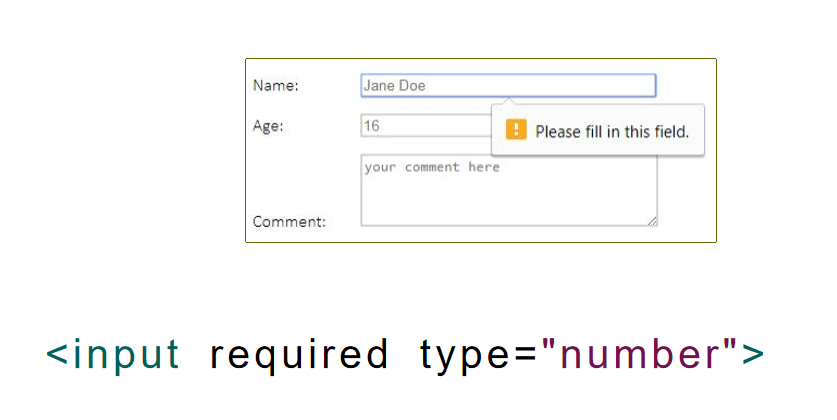 Name: Jane Doe
Age: 16
Please fill in this field.
your comment here
Comment:
<input required type="number">